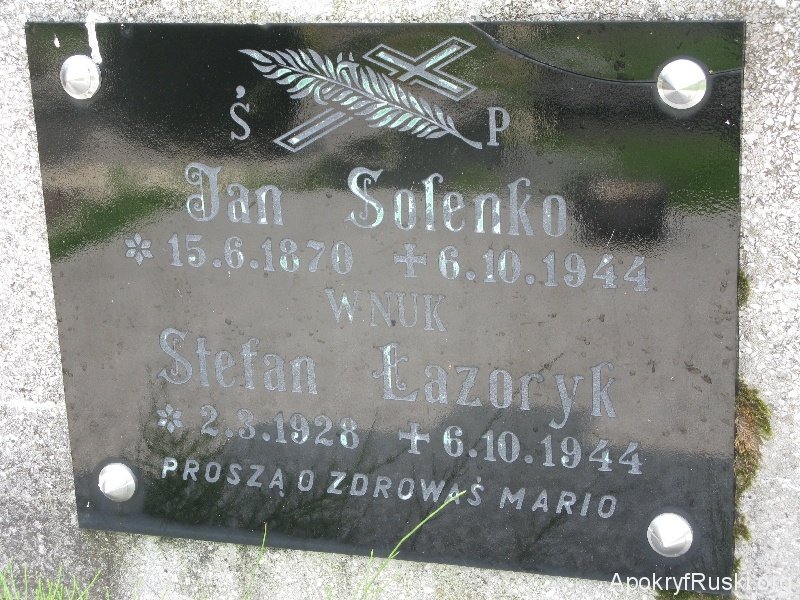 Ś P
Jan Solenko
* 15.6.1870 + 6.10.1944
WNUK
Stefan Łazoryk
* 2.3.1928 + 6.10.1944
PROSZĄ O ZDROWAŚ MARIO
ApokryfRuski.org